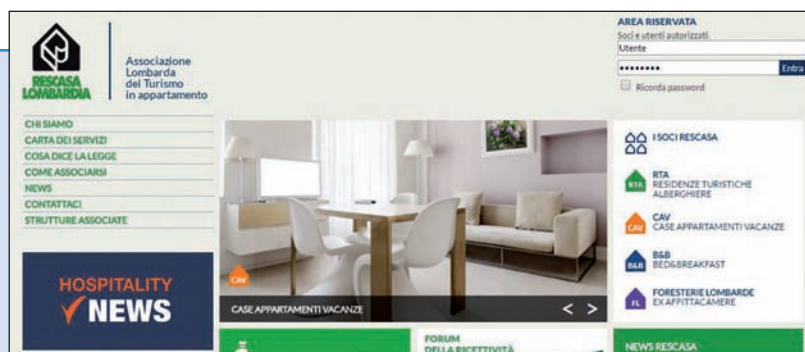 RESCASA
LOMBARDIA
Associazione
Lombarda
del Turismo
in appartamento
AREA RISERVATA
Soci e utenti autorizzati.
Utente
••••••••
Entra
Ricorda password
CHI SIAMO
CARTA DEI SERVIZI
COSA DICE LA LEGGE
COME ASSOCIARSI
NEWS
CONTATTACI
STRUTTURE ASSOCIATE
HOSPITALITY
NEWS
CAV
CASE APPARTAMENTI VACANZE
< >
I SOCI RESCASA
RTA
RTA
RESIDENZE TURISTICHE
ALBERGHIERE
CAV
CAV
CASE APPARTAMENTI VACANZE
B&B
B&B
BED&BREAKFAST
FL
FORESTERIE LOMBARDE
EX AFFITTACAMERE
FORUM
DELLA RICETTIVITÀ
NEWS RESCASA